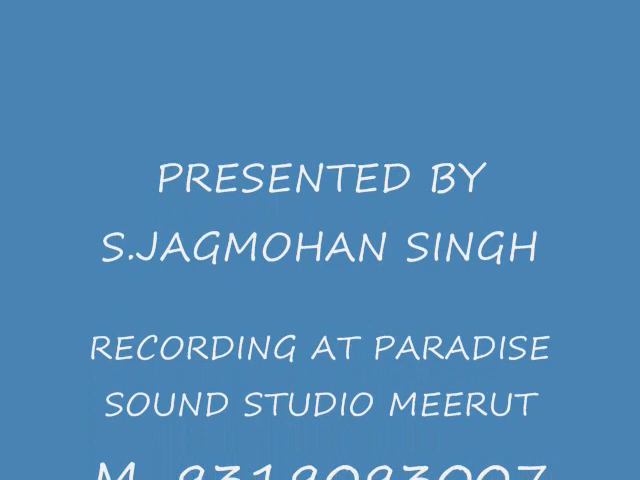 PRESENTED BY
S.JAGMOHAN SINGH
RECORDING AT PARADISE
SOUND STUDIO MEERUT
M